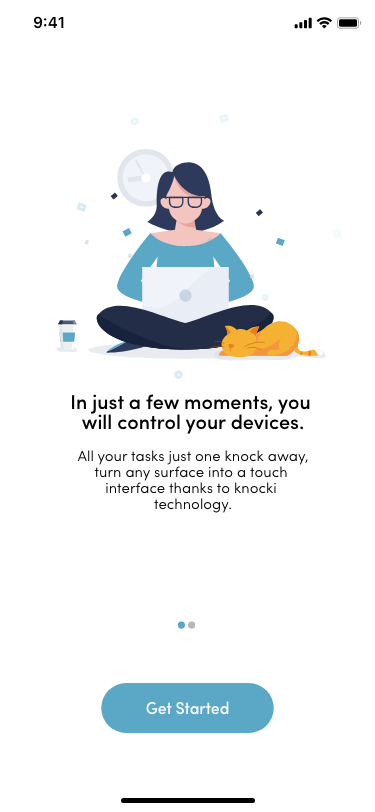 9:41
In just a few moments, you
will control your devices.
All your tasks just one knock away,
turn any surface into a touch
interface thanks to knocki
technology.
Get Started